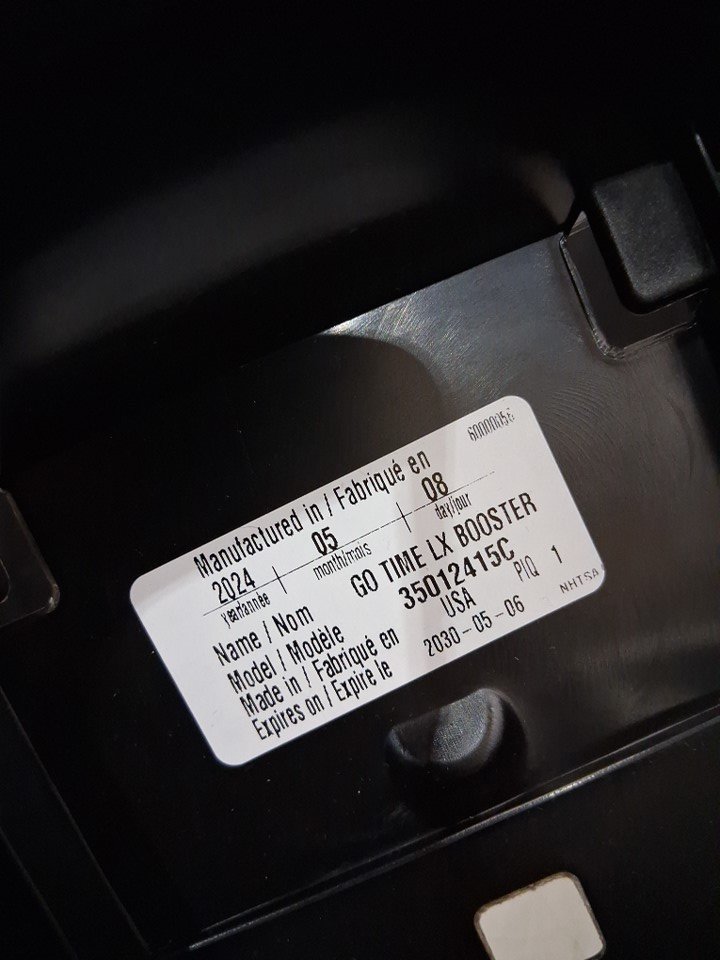 Manufactured in / Fabriqué en
2024 05 08
year/année month/mois day/jour
Name / Nom GO TIME LX BOOSTER
Model / Modèle 35012415C
Made in / Fabriqué en USA PIQ 1
Expires on / Expire le 2030-05-06
NHTSA